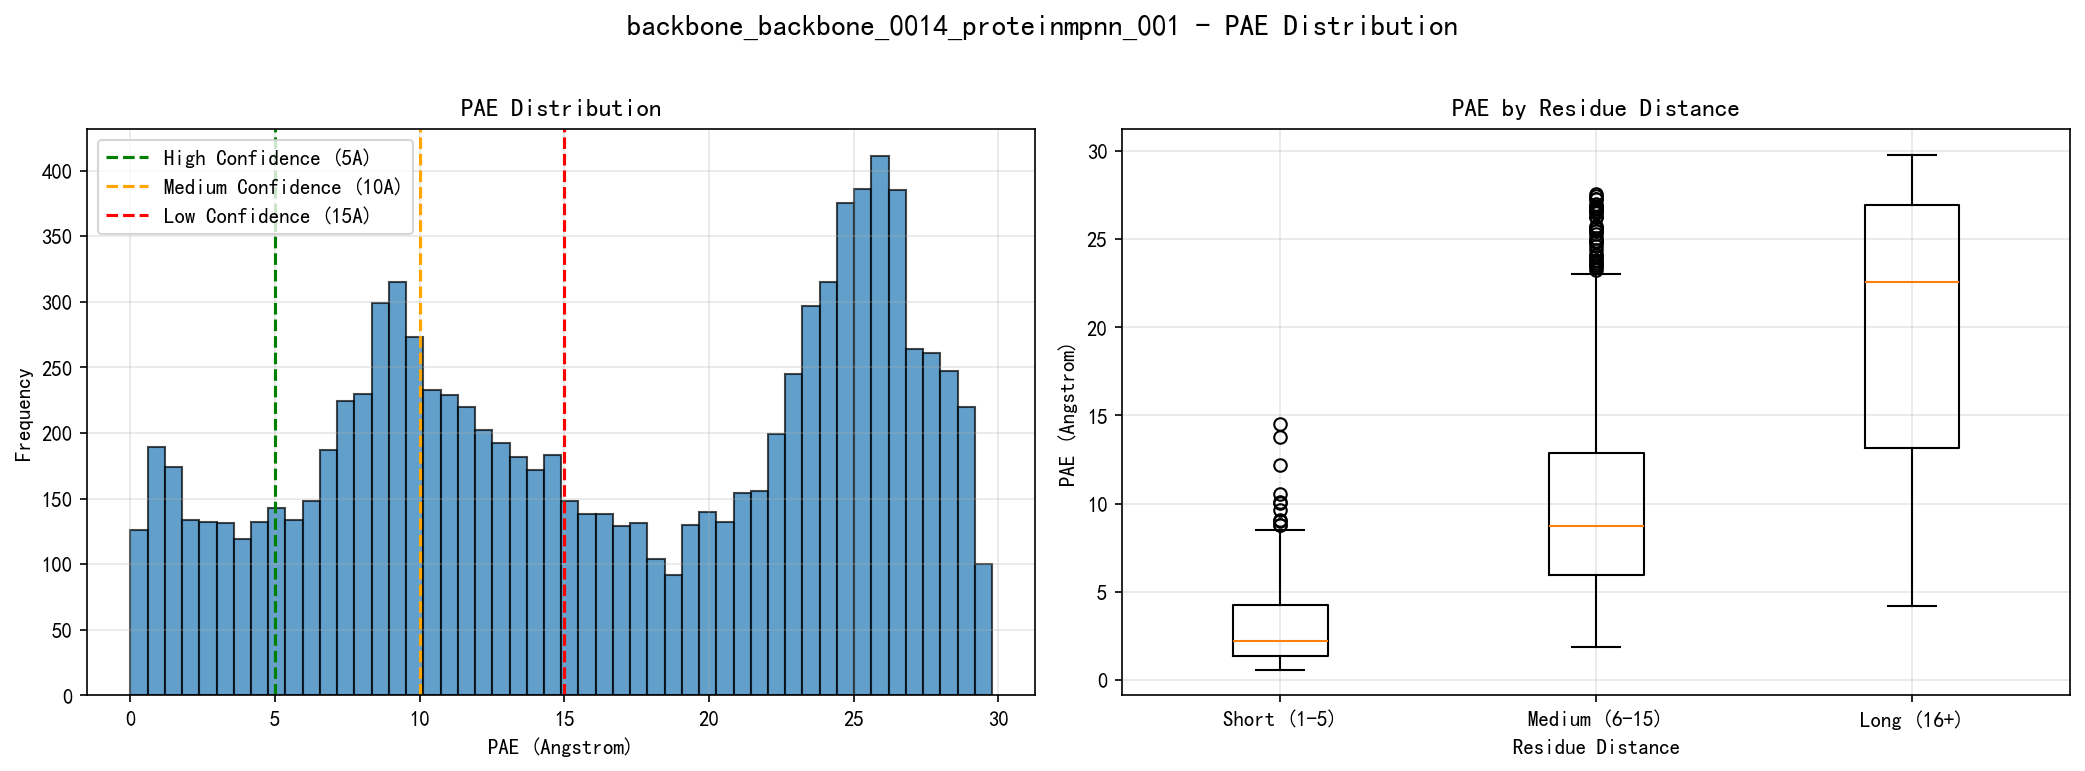 backbone_backbone_0014_proteinmpnn_001 - PAE Distribution
PAE Distribution
High Confidence (5A)
Medium Confidence (10A)
Low Confidence (15A)
Frequency
400
350
300
250
200
150
100
50
0
0 5 10 15 20 25 30
PAE (Angstrom)
PAE by Residue Distance
PAE (Angstrom)
30
25
20
15
10
5
0
Short (1-5) Medium (6-15) Long (16+)
Residue Distance